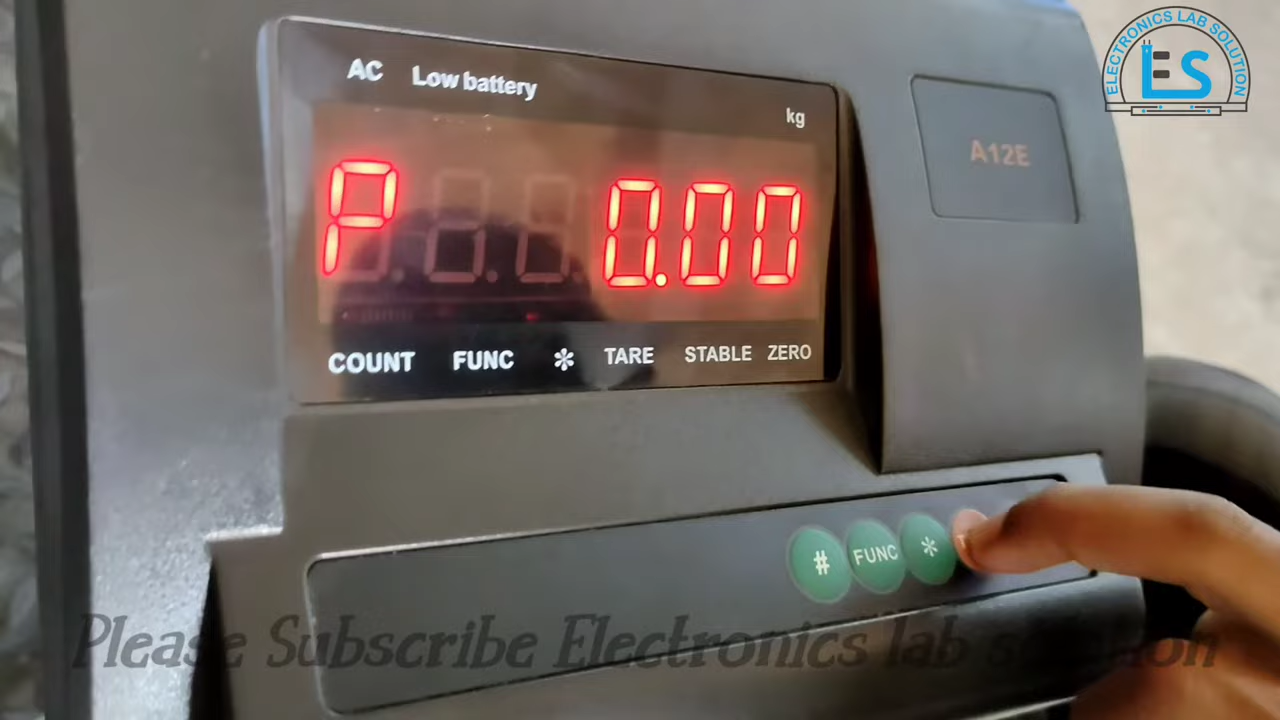 ELECTRONICS LAB SOLUTION
ES
AC Low battery
kg
A12E
P 0.00
COUNT FUNC * TARE STABLE ZERO
# FUNC *
Please Subscribe Electronics lab solution